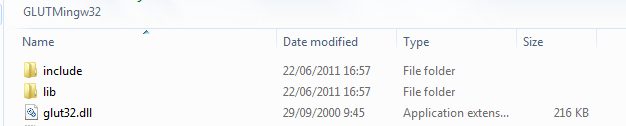 GLUTMingw32
Name Date modified Type Size
include 22/06/2011 16:57 File folder
lib 22/06/2011 16:57 File folder
glut32.dll 29/09/2000 9:45 Application extens... 216 KB